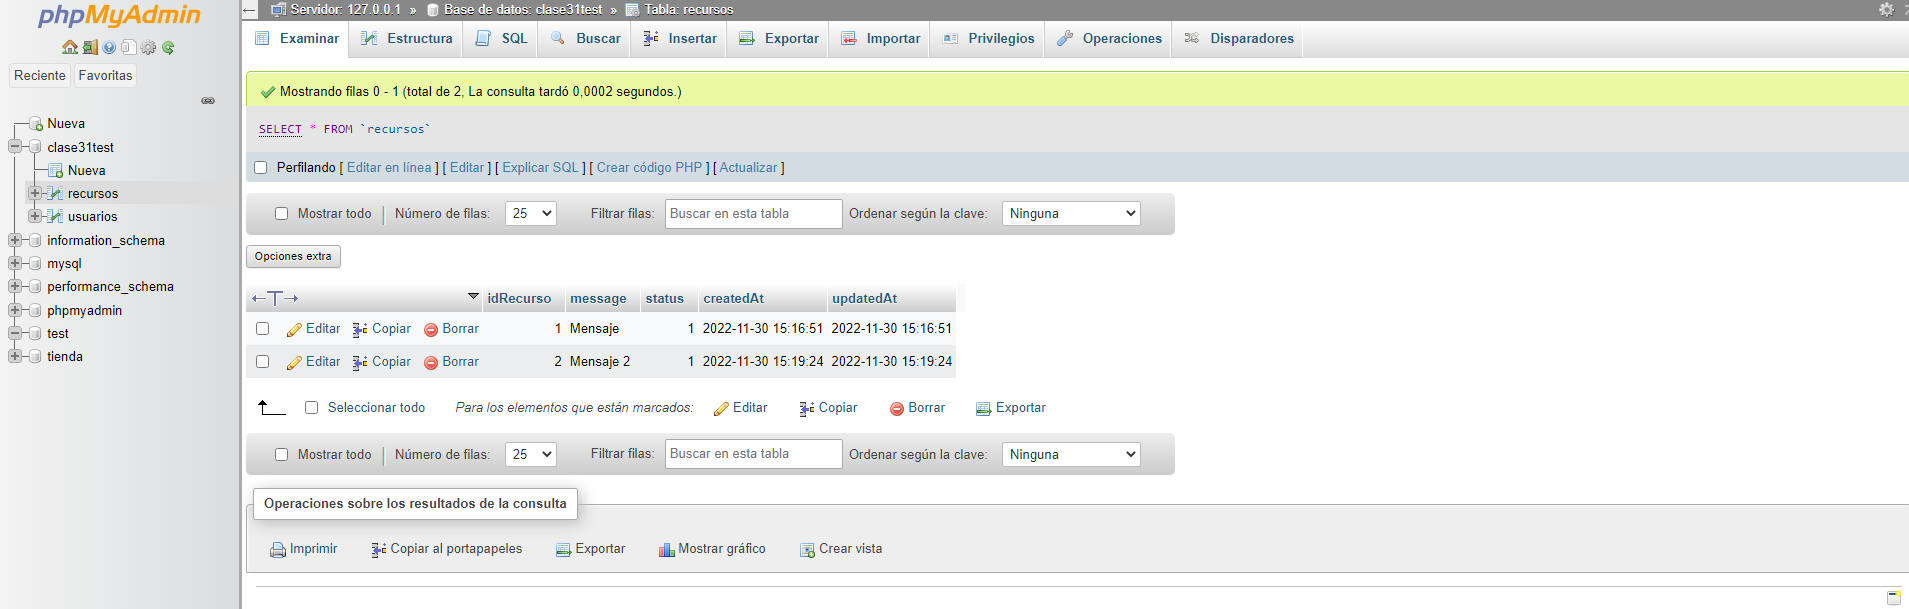 phpMyAdmin
Reciente Favoritas
Nueva
clase31test
Nueva
recursos
usuarios
information_schema
mysql
performance_schema
phpmyadmin
test
tienda
Servidor: 127.0.0.1 » Base de datos: clase31test » Tabla: recursos
Examinar Estructura SQL Buscar Insertar Exportar Importar Privilegios Operaciones Disparadores
Mostrando filas 0 - 1 (total de 2, La consulta tardó 0,0002 segundos.)
SELECT * FROM `recursos`
Perfilando [ Editar en línea ] [ Editar ] [ Explicar SQL ] [ Crear código PHP ] [ Actualizar ]
Mostrar todo Número de filas: 25 Filtrar filas: Buscar en esta tabla Ordenar según la clave: Ninguna
Opciones extra
←T→ idRecurso message status createdAt updatedAt
Editar Copiar Borrar 1 Mensaje 1 2022-11-30 15:16:51 2022-11-30 15:16:51
Editar Copiar Borrar 2 Mensaje 2 1 2022-11-30 15:19:24 2022-11-30 15:19:24
Seleccionar todo Para los elementos que están marcados: Editar Copiar Borrar Exportar
Mostrar todo Número de filas: 25 Filtrar filas: Buscar en esta tabla Ordenar según la clave: Ninguna
Operaciones sobre los resultados de la consulta
Imprimir Copiar al portapapeles Exportar Mostrar gráfico Crear vista